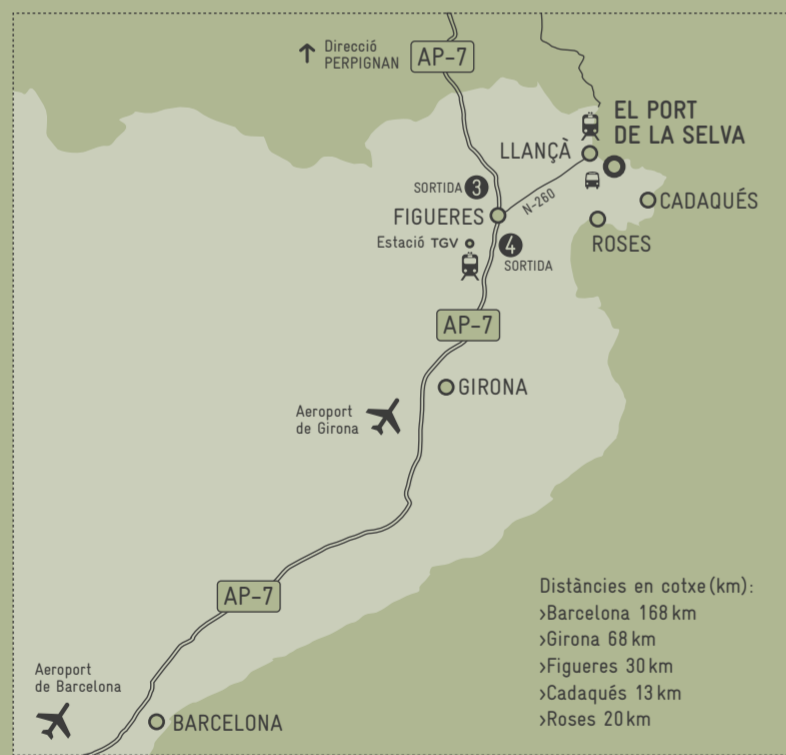 Direcció
PERPIGNAN
AP-7
EL PORT
DE LA SELVA
LLANÇÀ
SORTIDA 3
N-260
CADAQUÉS
FIGUERES
ROSES
Estació TGV
4
SORTIDA
AP-7
GIRONA
Aeroport
de Girona
AP-7
Distàncies en cotxe (km):
›Barcelona 168 km
›Girona 68 km
›Figueres 30 km
›Cadaqués 13 km
›Roses 20 km
Aeroport
de Barcelona
BARCELONA